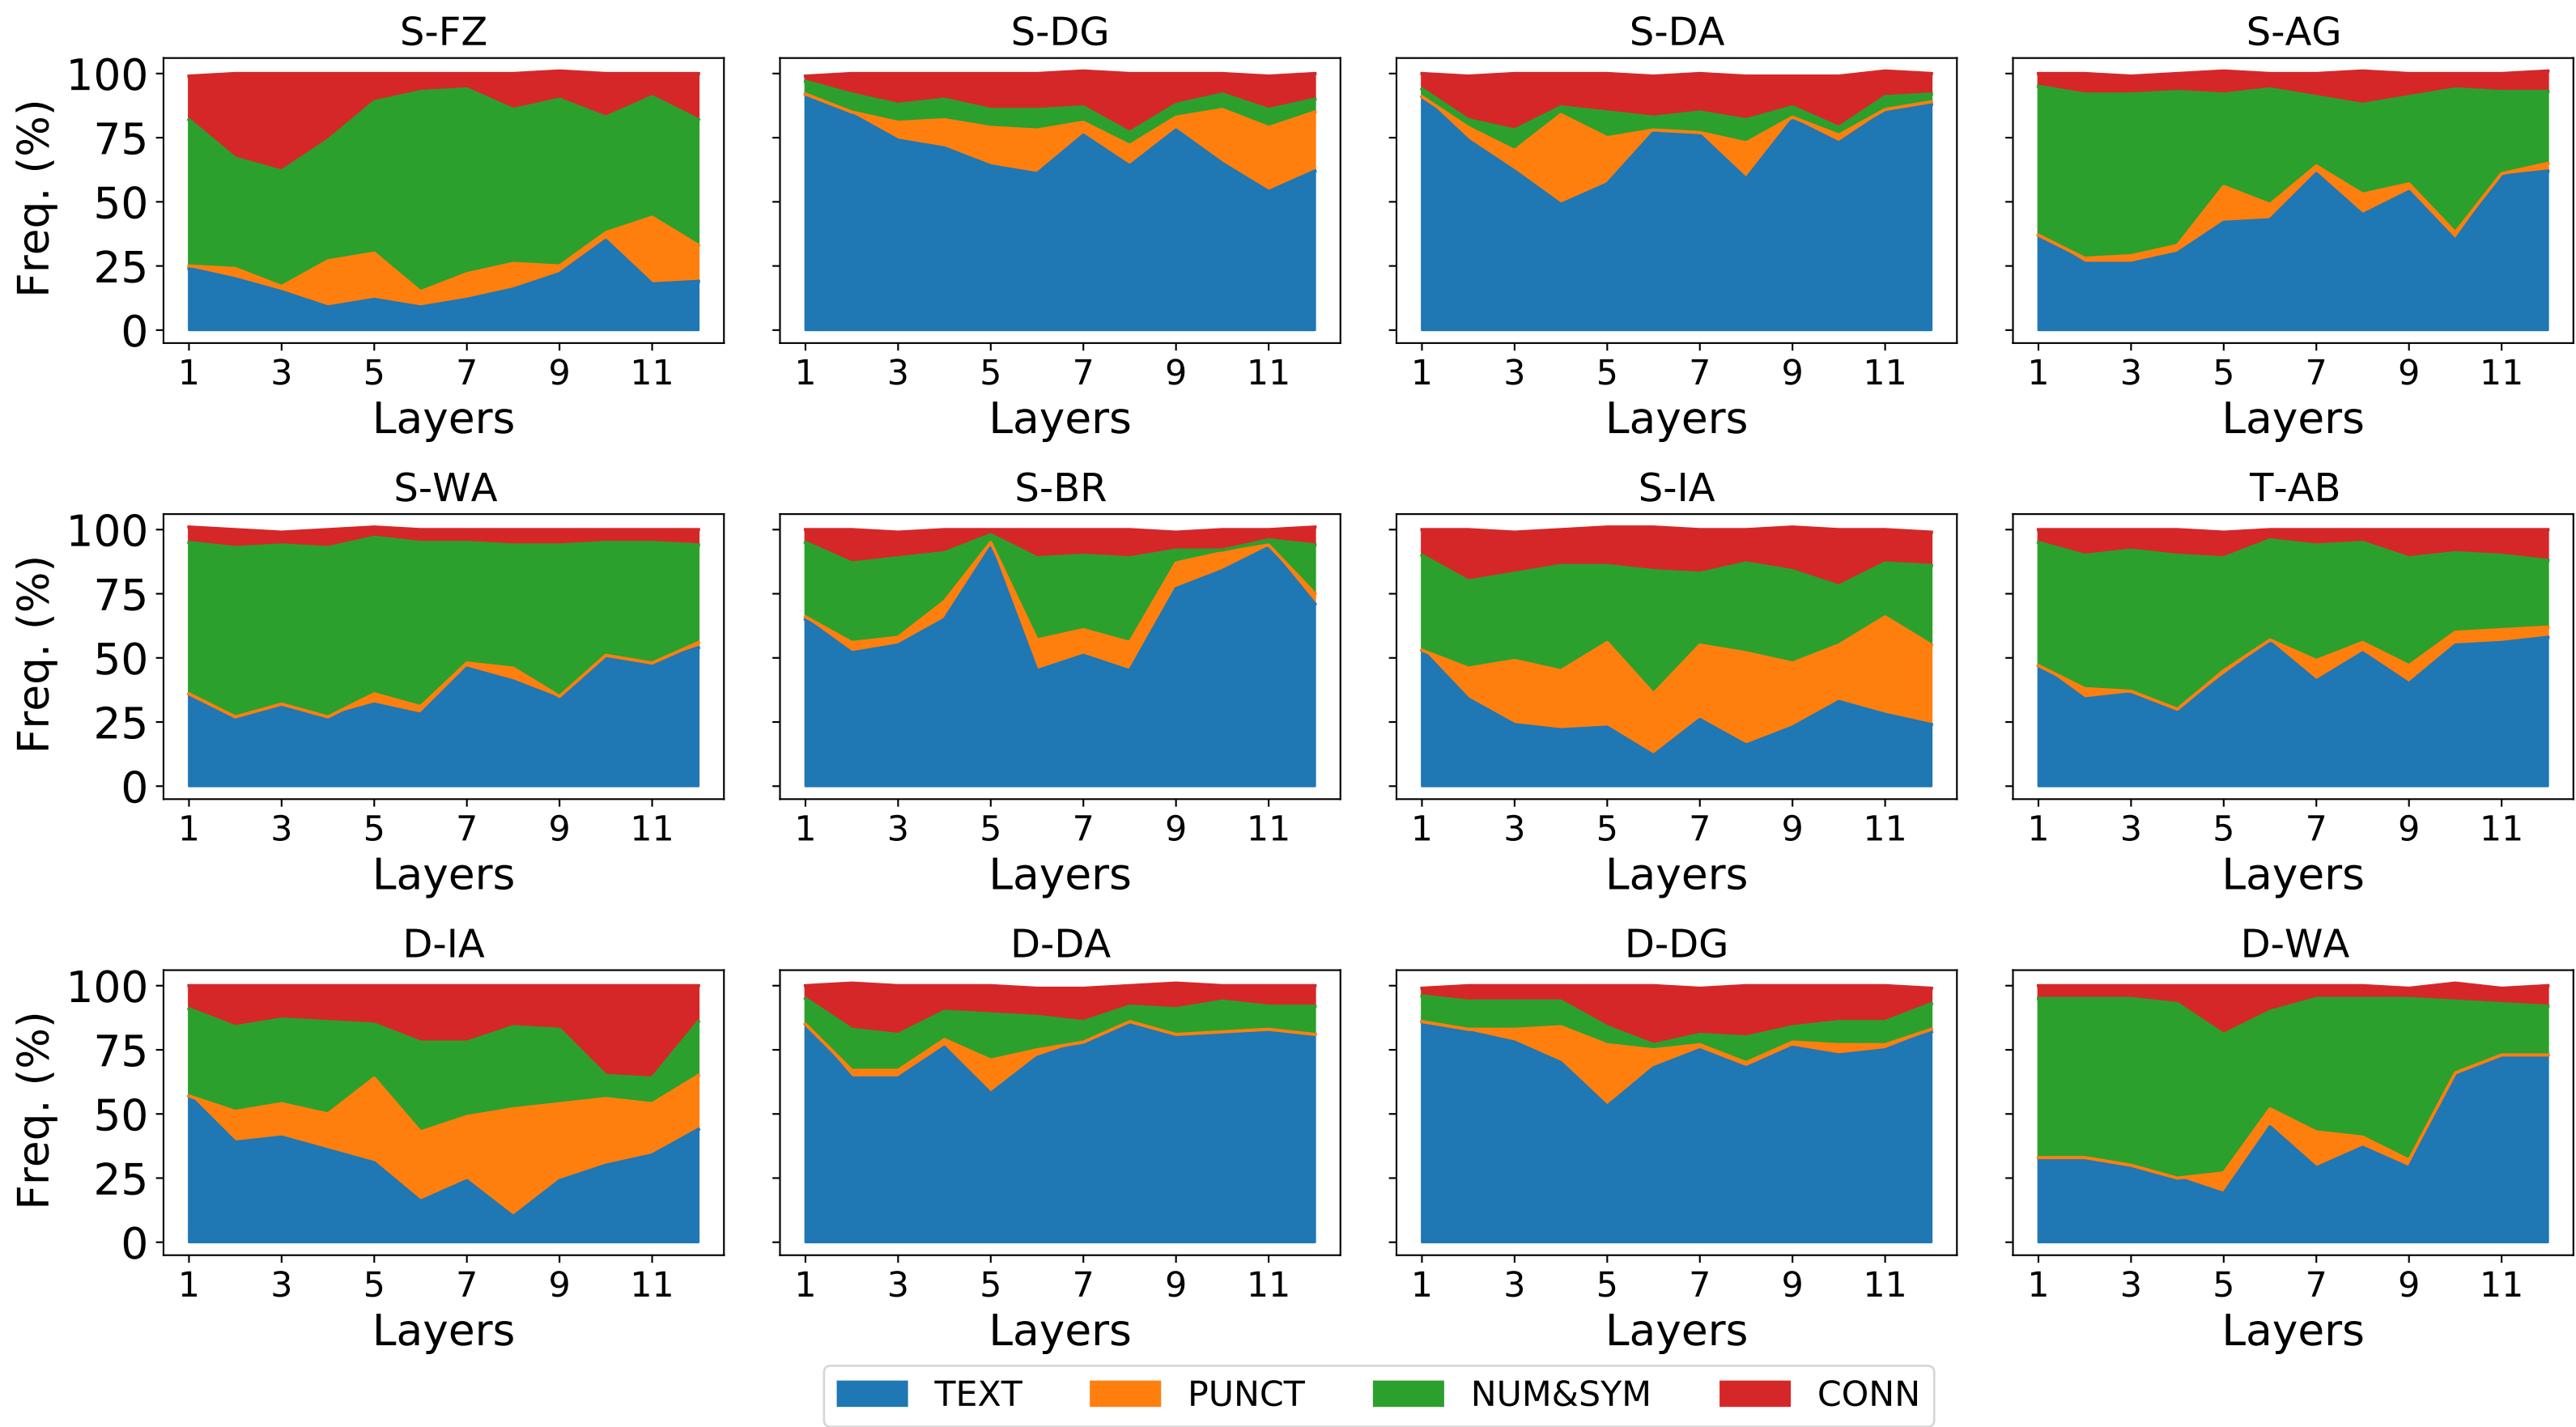 S-FZ S-DG S-DA S-AG
Freq. (%)
100
75
50
25
0
1 3 5 7 9 11 1 3 5 7 9 11 1 3 5 7 9 11 1 3 5 7 9 11
Layers Layers Layers Layers
S-WA S-BR S-IA T-AB
Freq. (%)
100
75
50
25
0
1 3 5 7 9 11 1 3 5 7 9 11 1 3 5 7 9 11 1 3 5 7 9 11
Layers Layers Layers Layers
D-IA D-DA D-DG D-WA
Freq. (%)
100
75
50
25
0
1 3 5 7 9 11 1 3 5 7 9 11 1 3 5 7 9 11 1 3 5 7 9 11
Layers Layers Layers Layers
TEXT PUNCT NUM&SYM CONN